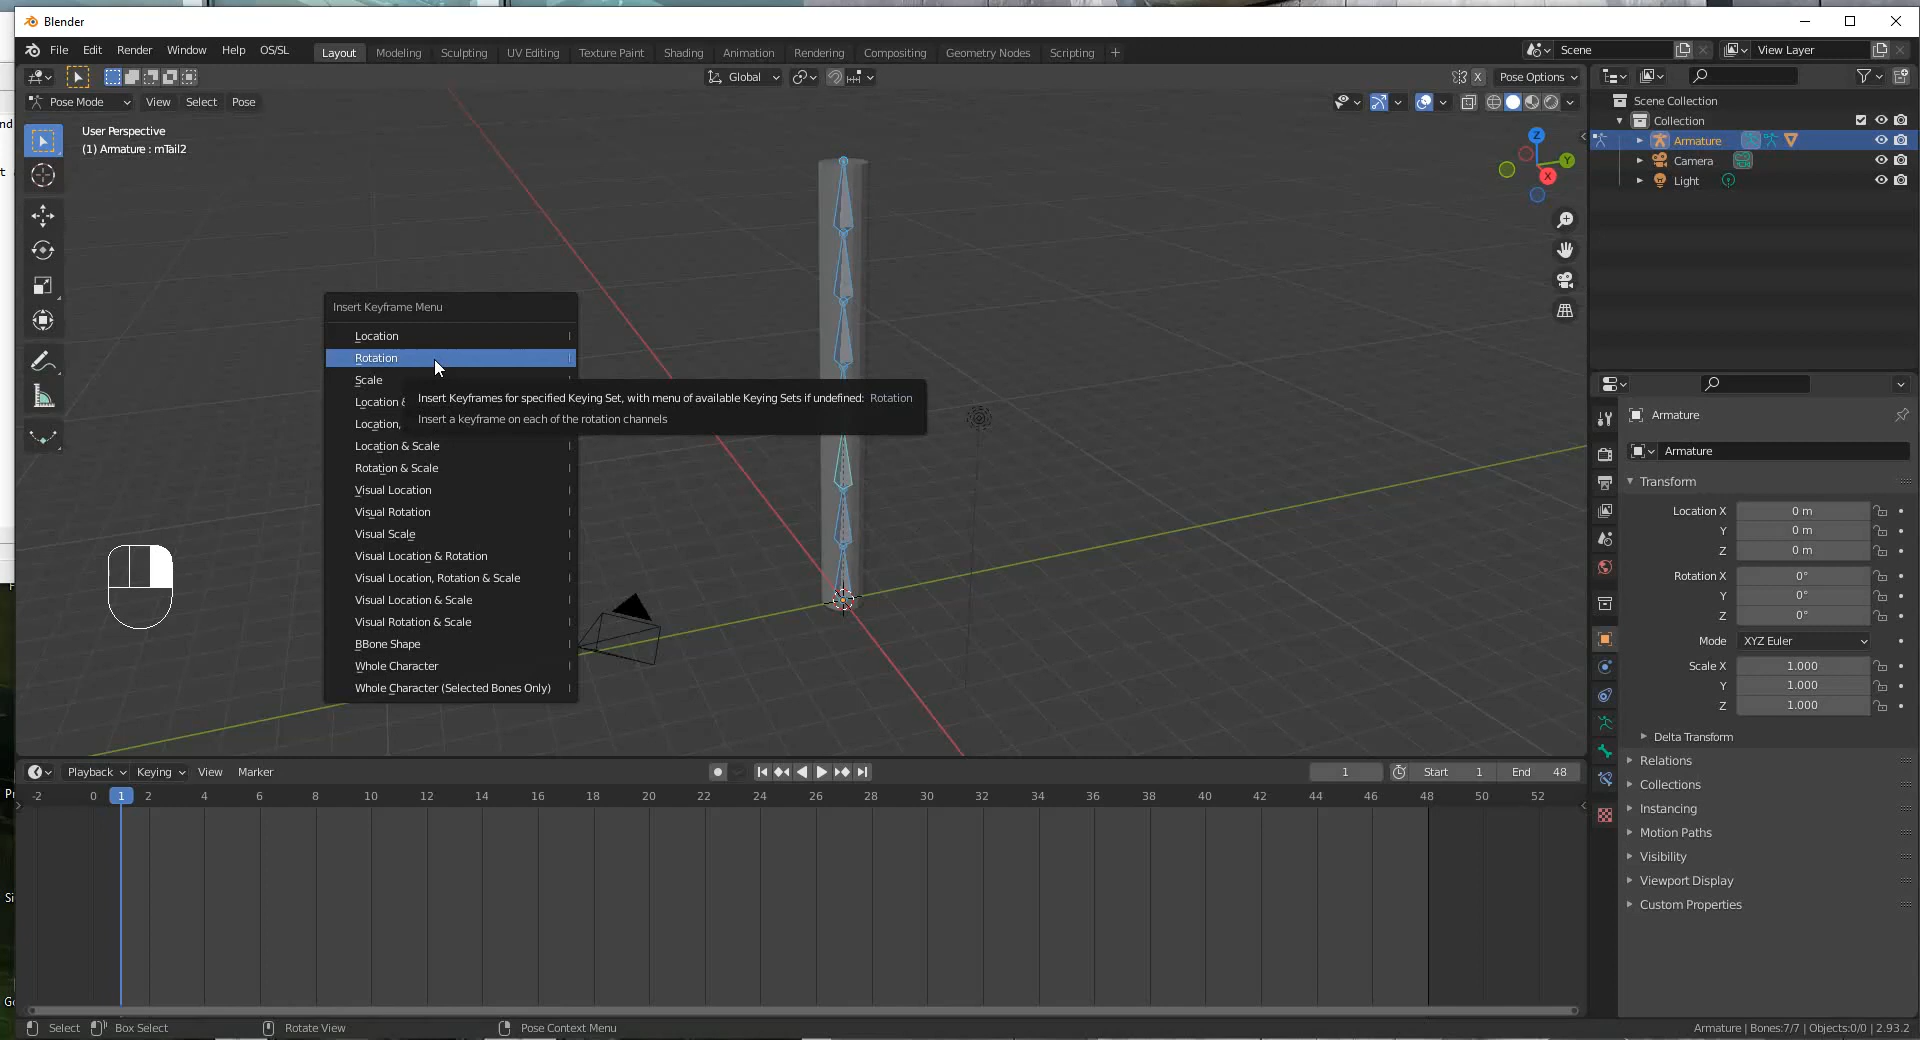 Blender
File Edit Render Window Help OS/SL
Layout Modeling Sculpting UV Editing Texture Paint Shading Animation Rendering Compositing Geometry Nodes Scripting +
Scene
View Layer
Global
X
Pose Options
Pose Mode View Select Pose
User Perspective
(1) Armature : mTail2
Z
Y
X
Scene Collection
Collection
Armature
Camera
Light
Insert Keyframe Menu
Location I
Rotation I
Scale
Location &
Location,
Location & Scale I
Rotation & Scale I
Visual Location I
Visual Rotation I
Visual Scale I
Visual Location & Rotation I
Visual Location, Rotation & Scale I
Visual Location & Scale I
Visual Rotation & Scale I
BBone Shape I
Whole Character I
Whole Character (Selected Bones Only) I
Insert Keyframes for specified Keying Set, with menu of available Keying Sets if undefined: Rotation
Insert a keyframe on each of the rotation channels
Armature
Armature
Transform
Location X 0 m
Y 0 m
Z 0 m
Rotation X 0°
Y 0°
Z 0°
Mode XYZ Euler
Scale X 1.000
Y 1.000
Z 1.000
Delta Transform
Relations
Collections
Instancing
Motion Paths
Visibility
Viewport Display
Custom Properties
Playback Keying View Marker
1 Start 1 End 48
-2 0 1 2 4 6 8 10 12 14 16 18 20 22 24 26 28 30 32 34 36 38 40 42 44 46 48 50 52
Select Box Select Rotate View Pose Context Menu
Armature | Bones:7/7 | Objects:0/0 | 2.93.2